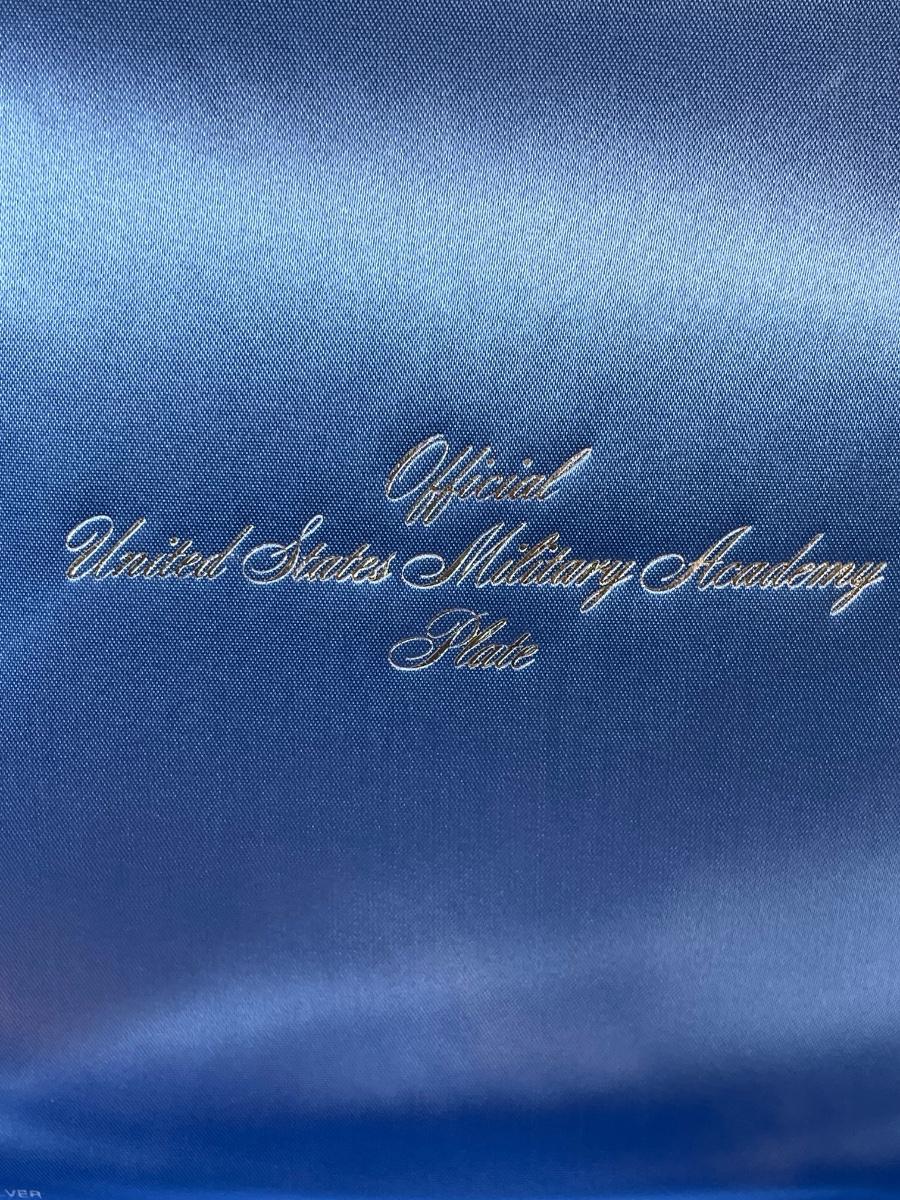 Official
United States Military Academy
Plate